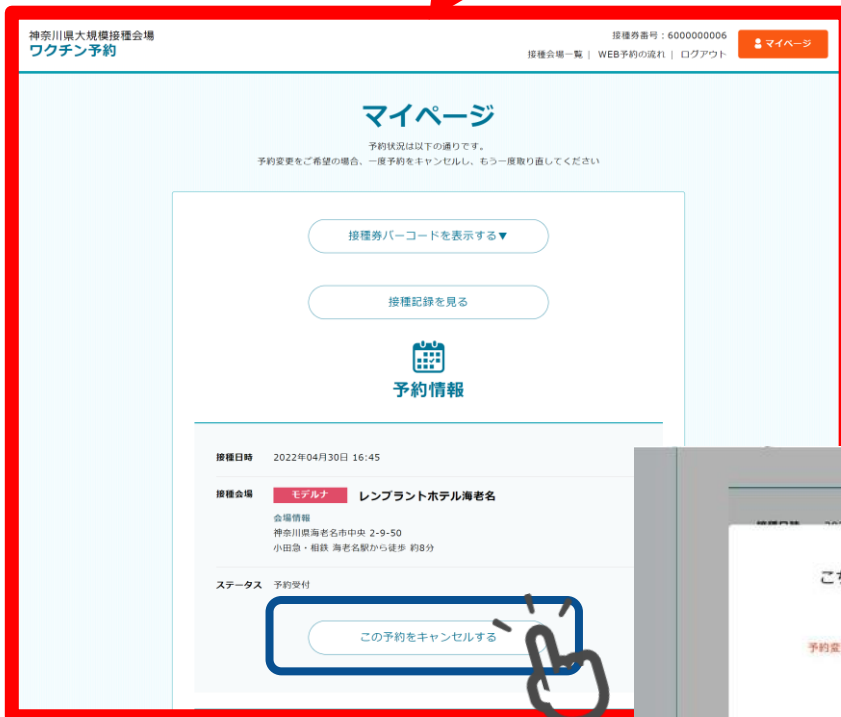 神奈川県大規模接種会場
ワクチン予約
接種券番号：6000000006
接種会場一覧 | WEB予約の流れ | ログアウト
マイページ
マイページ
予約状況は以下の通りです。
予約変更をご希望の場合、一度予約をキャンセルし、もう一度取り直してください
接種券バーコードを表示する▼
接種記録を見る
予約情報
接種日時 2022年04月30日 16:45
接種会場 モデルナ レンブラントホテル海老名
会場情報
神奈川県海老名市中央 2-9-50
小田急・相鉄 海老名駅から徒歩 約8分
ステータス 予約受付
この予約をキャンセルする
予約変